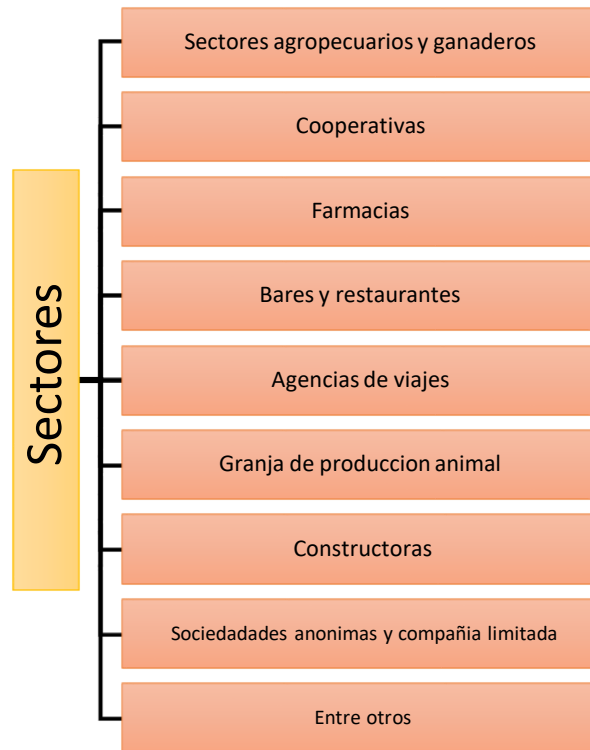 Sectores
Sectores agropecuarios y ganaderos
Cooperativas
Farmacias
Bares y restaurantes
Agencias de viajes
Granja de produccion animal
Constructoras
Sociedadades anonimas y compañia limitada
Entre otros